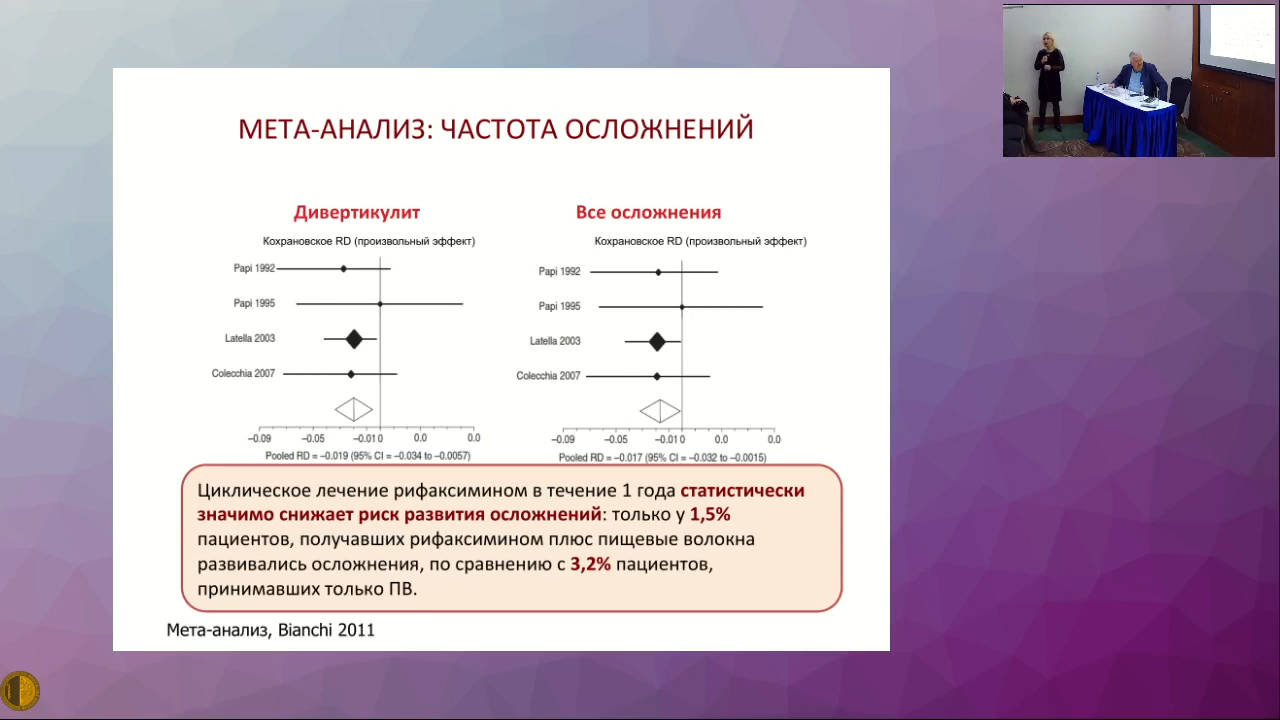 МЕТА-АНАЛИЗ: ЧАСТОТА ОСЛОЖНЕНИЙ
Дивертикулит
Кохрановское RD (произвольный эффект)
Papi 1992
Papi 1995
Latella 2003
Colecchia 2007
–0.09 –0.05 –0.01 0 0.0 0.0
Pooled RD = –0.019 (95% CI = –0.034 to –0.0057)
Все осложнения
Кохрановское RD (произвольный эффект)
Papi 1992
Papi 1995
Latella 2003
Colecchia 2007
–0.09 –0.05 –0.01 0 0.0 0.0
Pooled RD = –0.017 (95% CI = –0.032 to –0.0015)
Циклическое лечение рифаксимином в течение 1 года статистически
значимо снижает риск развития осложнений: только у 1,5%
пациентов, получавших рифаксимином плюс пищевые волокна
развивались осложнения, по сравнению с 3,2% пациентов,
принимавших только ПВ.
Мета-анализ, Bianchi 2011